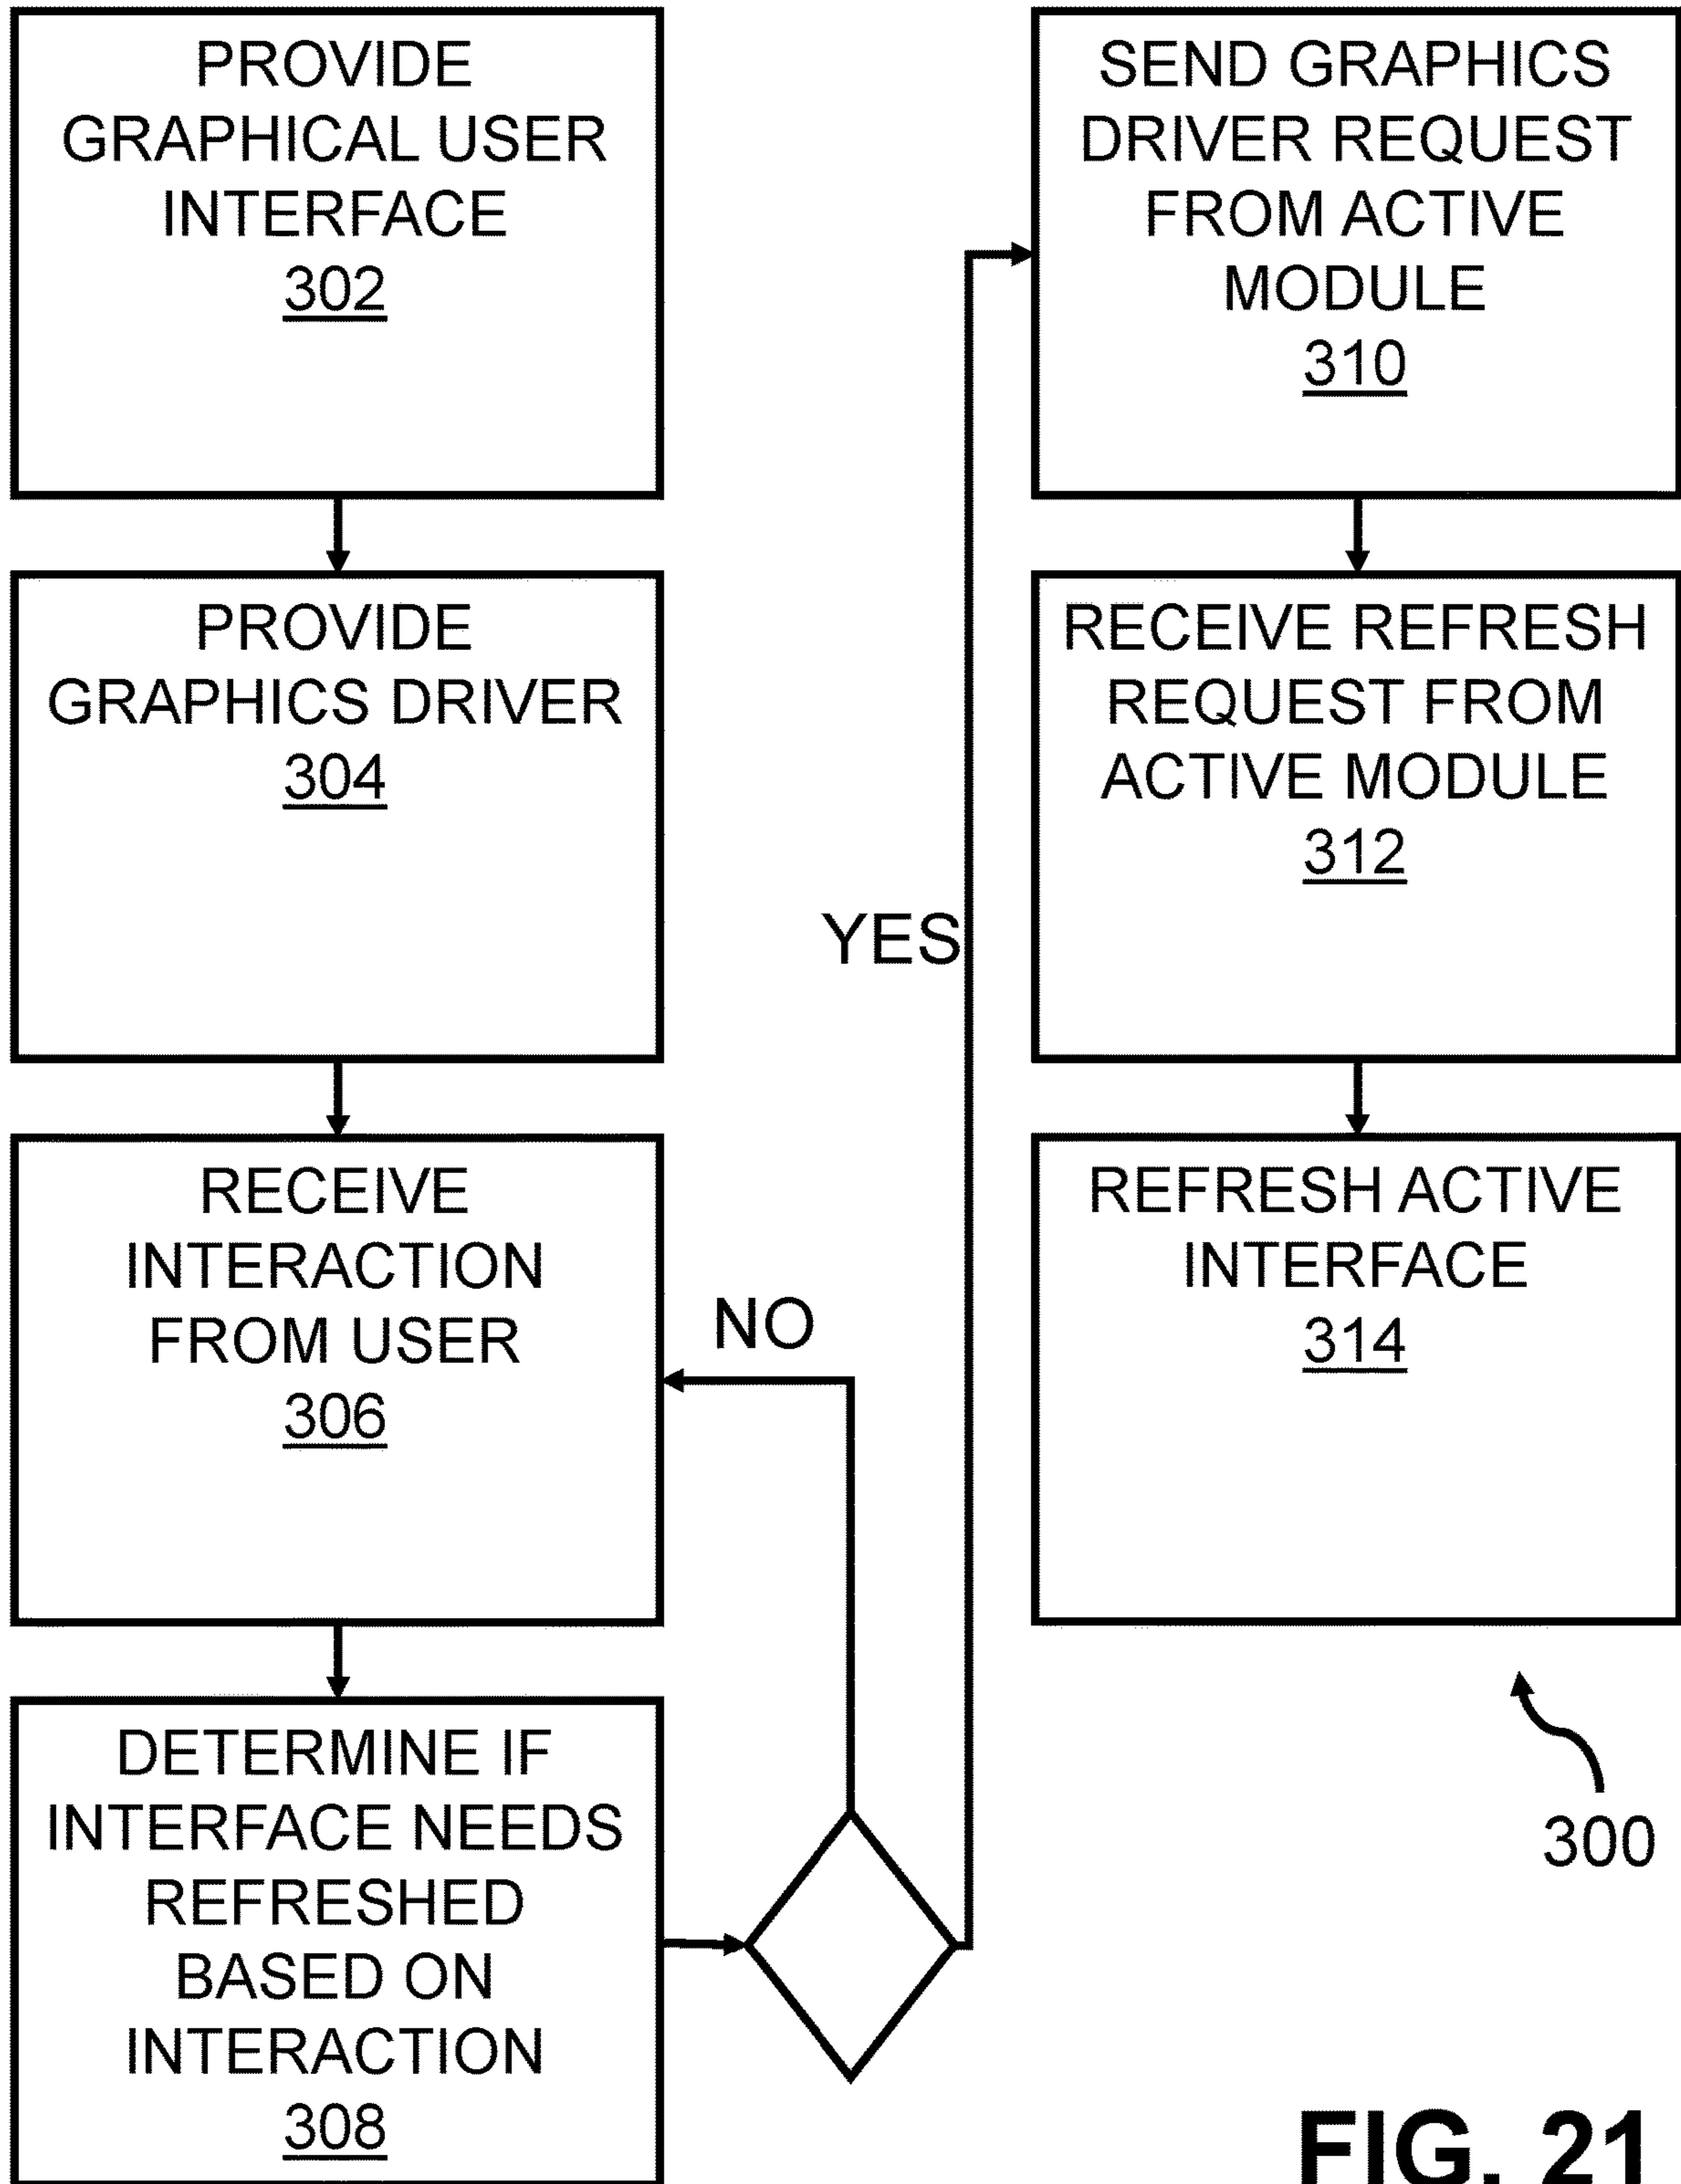 PROVIDE
GRAPHICAL USER
INTERFACE
302
PROVIDE
GRAPHICS DRIVER
304
RECEIVE
INTERACTION
FROM USER
306
DETERMINE IF
INTERFACE NEEDS
REFRESHED
BASED ON
INTERACTION
308
NO
YES
SEND GRAPHICS
DRIVER REQUEST
FROM ACTIVE
MODULE
310
RECEIVE REFRESH
REQUEST FROM
ACTIVE MODULE
312
REFRESH ACTIVE
INTERFACE
314
300
FIG. 21